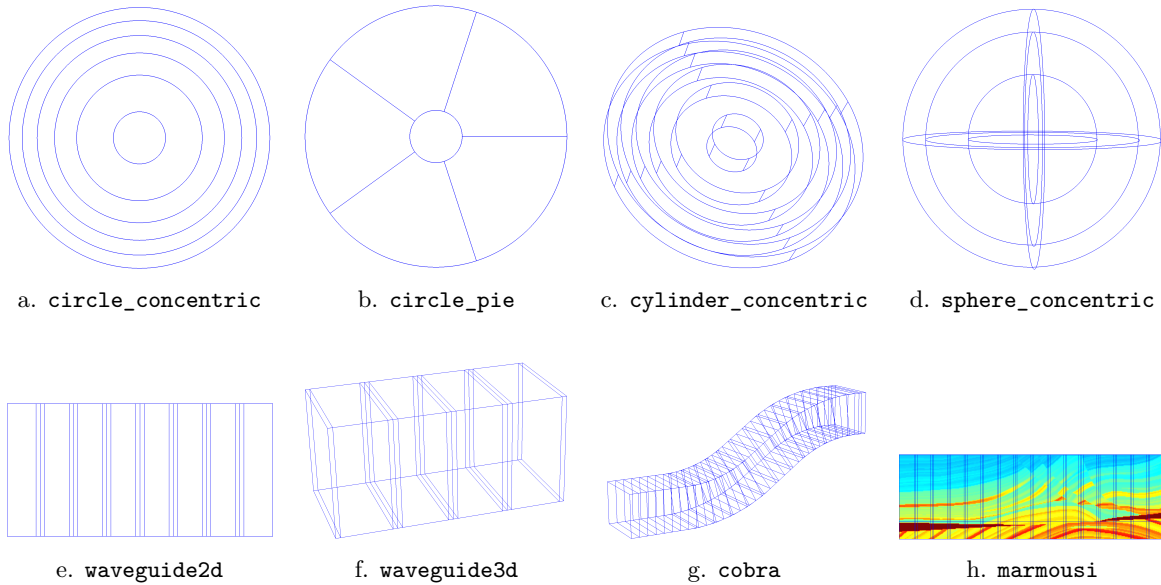 a. circle_concentric
b. circle_pie
c. cylinder_concentric
d. sphere_concentric
e. waveguide2d
f. waveguide3d
g. cobra
h. marmousi